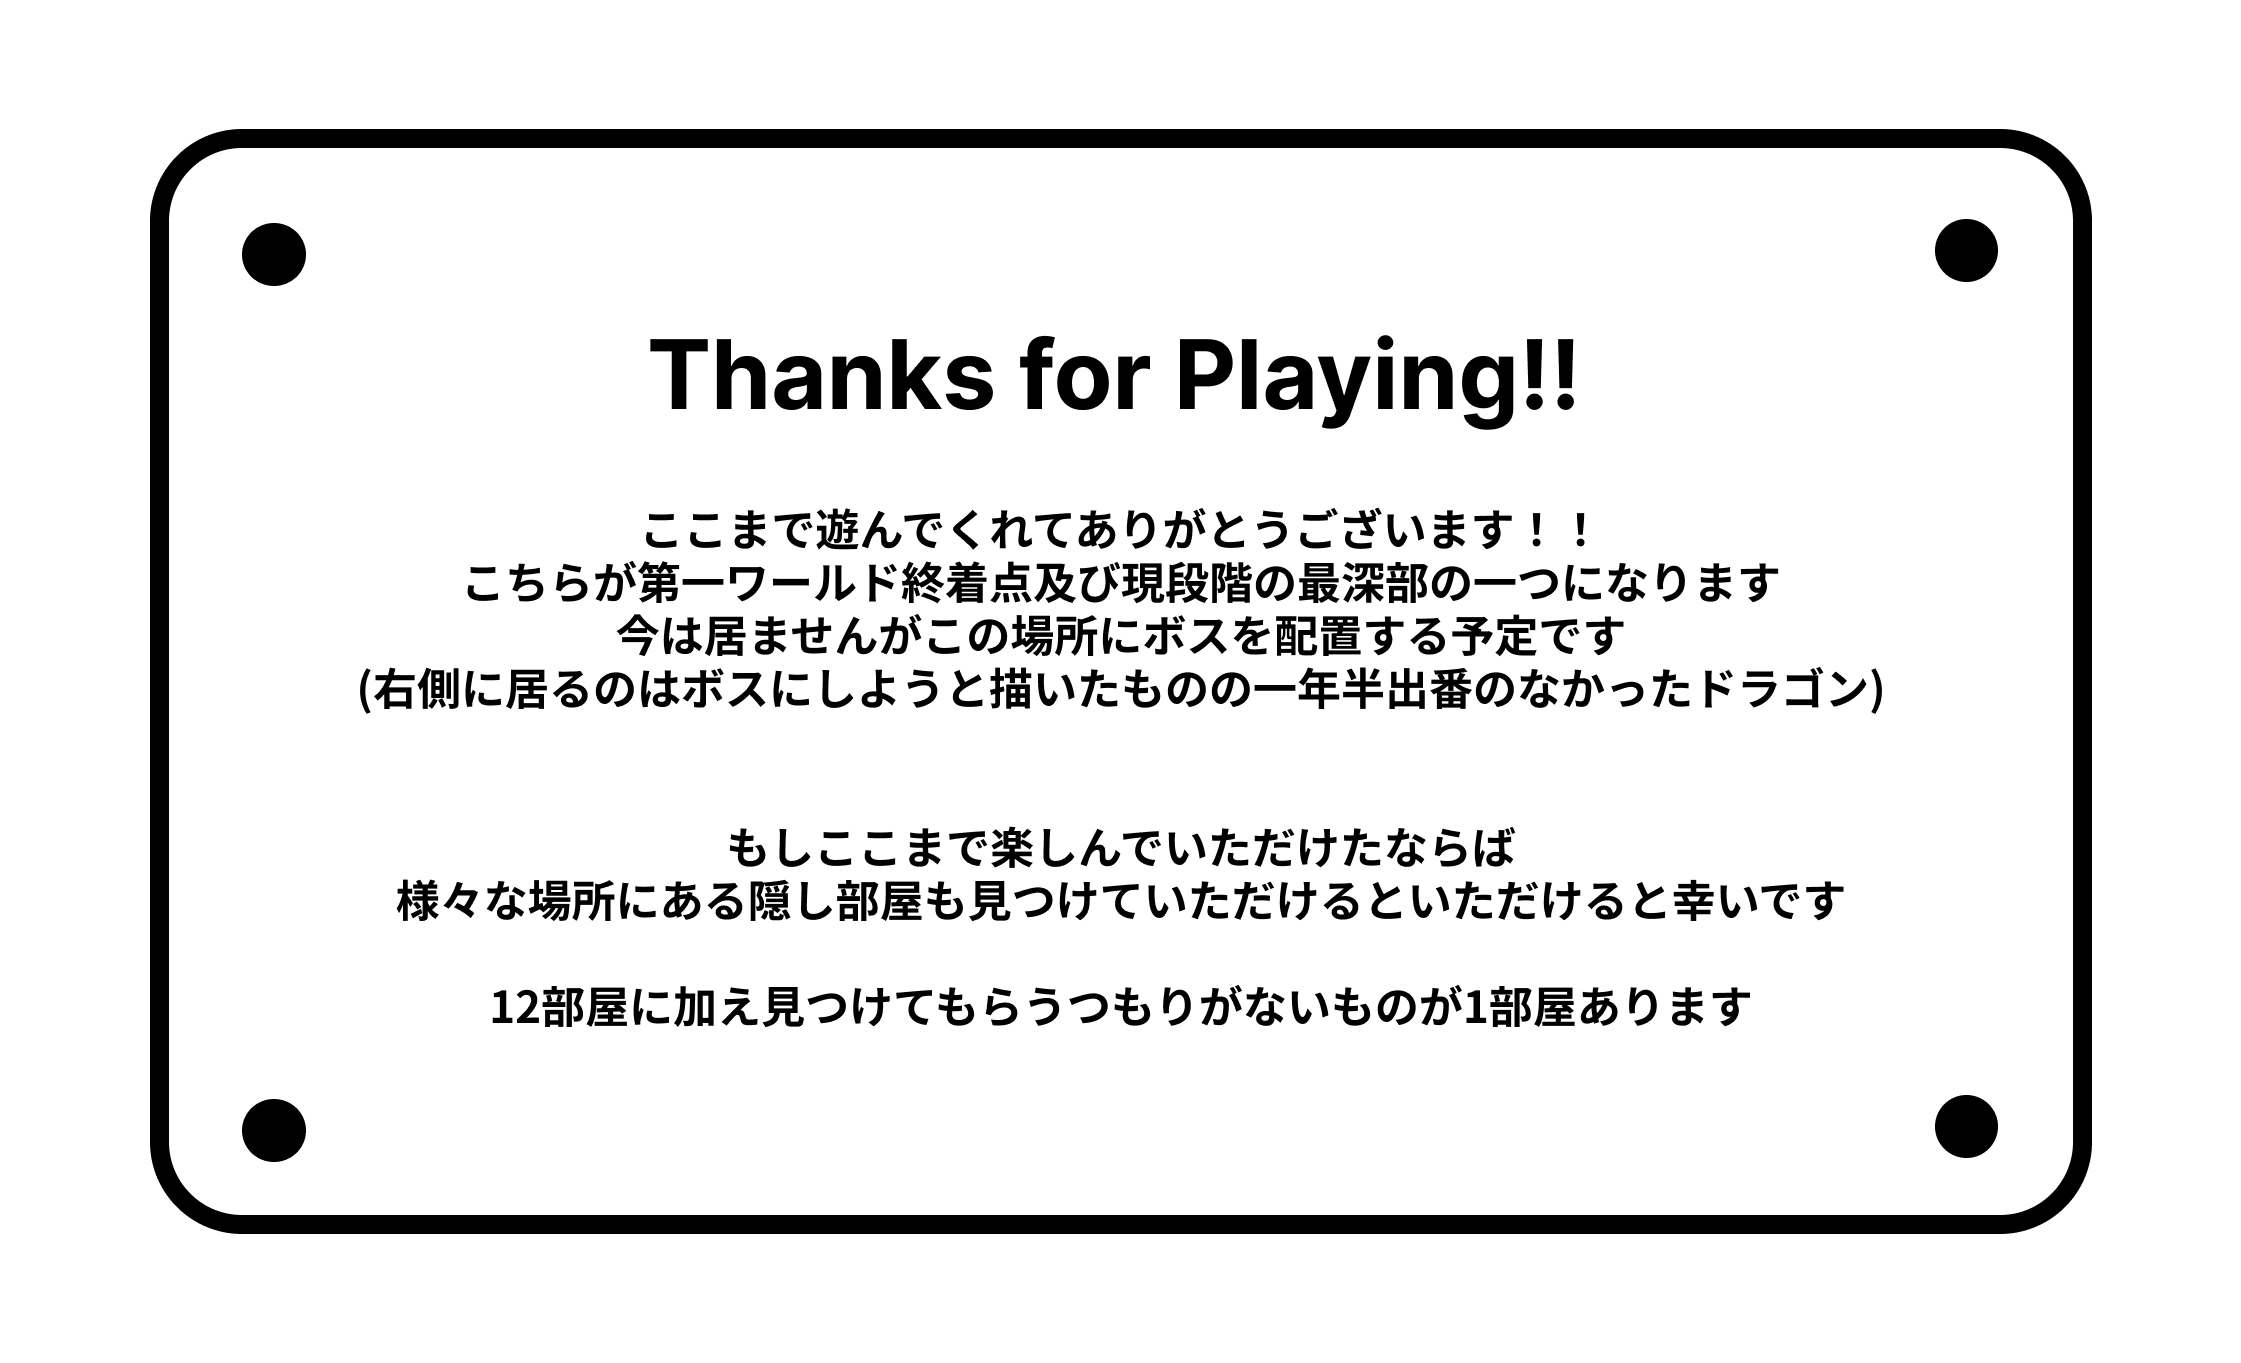 Thanks for Playing!!
ここまで遊んでくれてありがとうございます！！
こちらが第一ワールド終着点及び現段階の最深部の一つになります
今は居ませんがこの場所にボスを配置する予定です
(右側に居るのはボスにしようと描いたものの一年半出番のなかったドラゴン)
もしここまで楽しんでいただけたならば
様々な場所にある隠し部屋も見つけていただけるといただけると幸いです
12部屋に加え見つけてもらうつもりがないものが1部屋あります